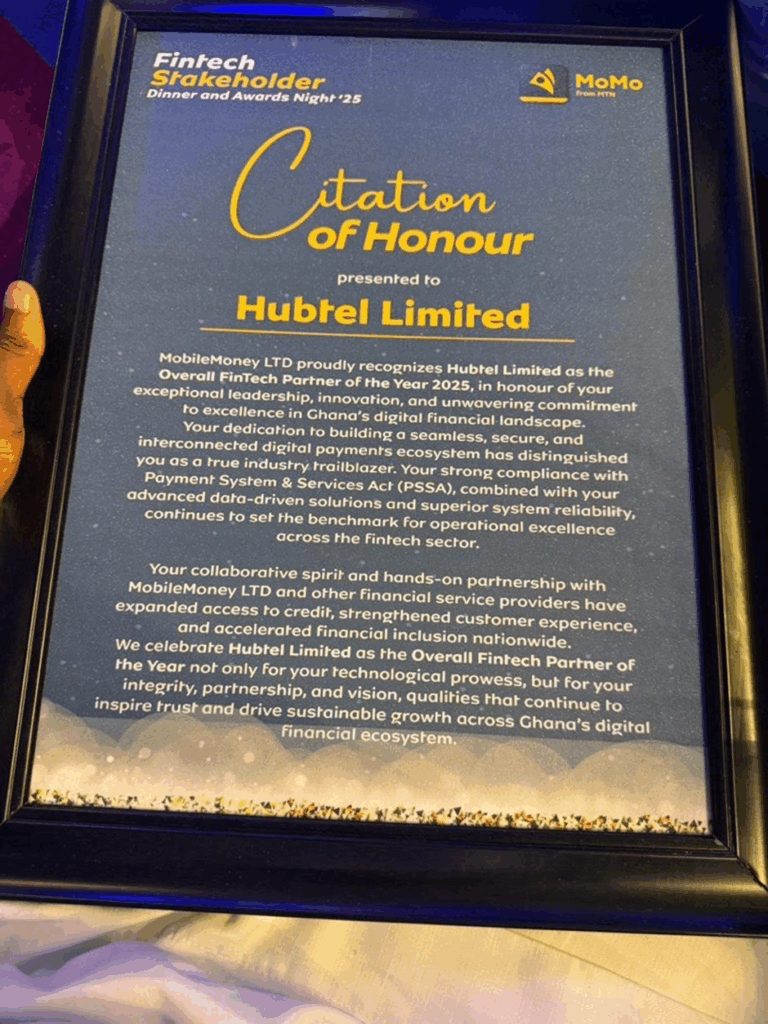 Fintech
Stakeholder
Dinner and Awards Night '25
MoMo
from MTN
Citation
of Honour
presented to
Hubtel Limited
MobileMoney LTD proudly recognizes Hubtel Limited as the
Overall FinTech Partner of the Year 2025, in honour of your
exceptional leadership, innovation, and unwavering commitment
to excellence in Ghana's digital financial landscape.
Your dedication to building a seamless, secure, and
interconnected digital payments ecosystem has distinguished
you as a true industry trailblazer. Your strong compliance with
Payment System & Services Act (PSSA), combined with your
advanced data-driven solutions and superior system reliability,
continues to set the benchmark for operational excellence
across the fintech sector.
Your collaborative spirit and hands-on partnership with
MobileMoney LTD and other financial service providers have
expanded access to credit, strengthened customer experience,
and accelerated financial inclusion nationwide.
We celebrate Hubtel Limited as the Overall Fintech Partner of
the Year not only for your technological prowess, but for your
integrity, partnership, and vision, qualities that continue to
inspire trust and drive sustainable growth across Ghana's digital
financial ecosystem.